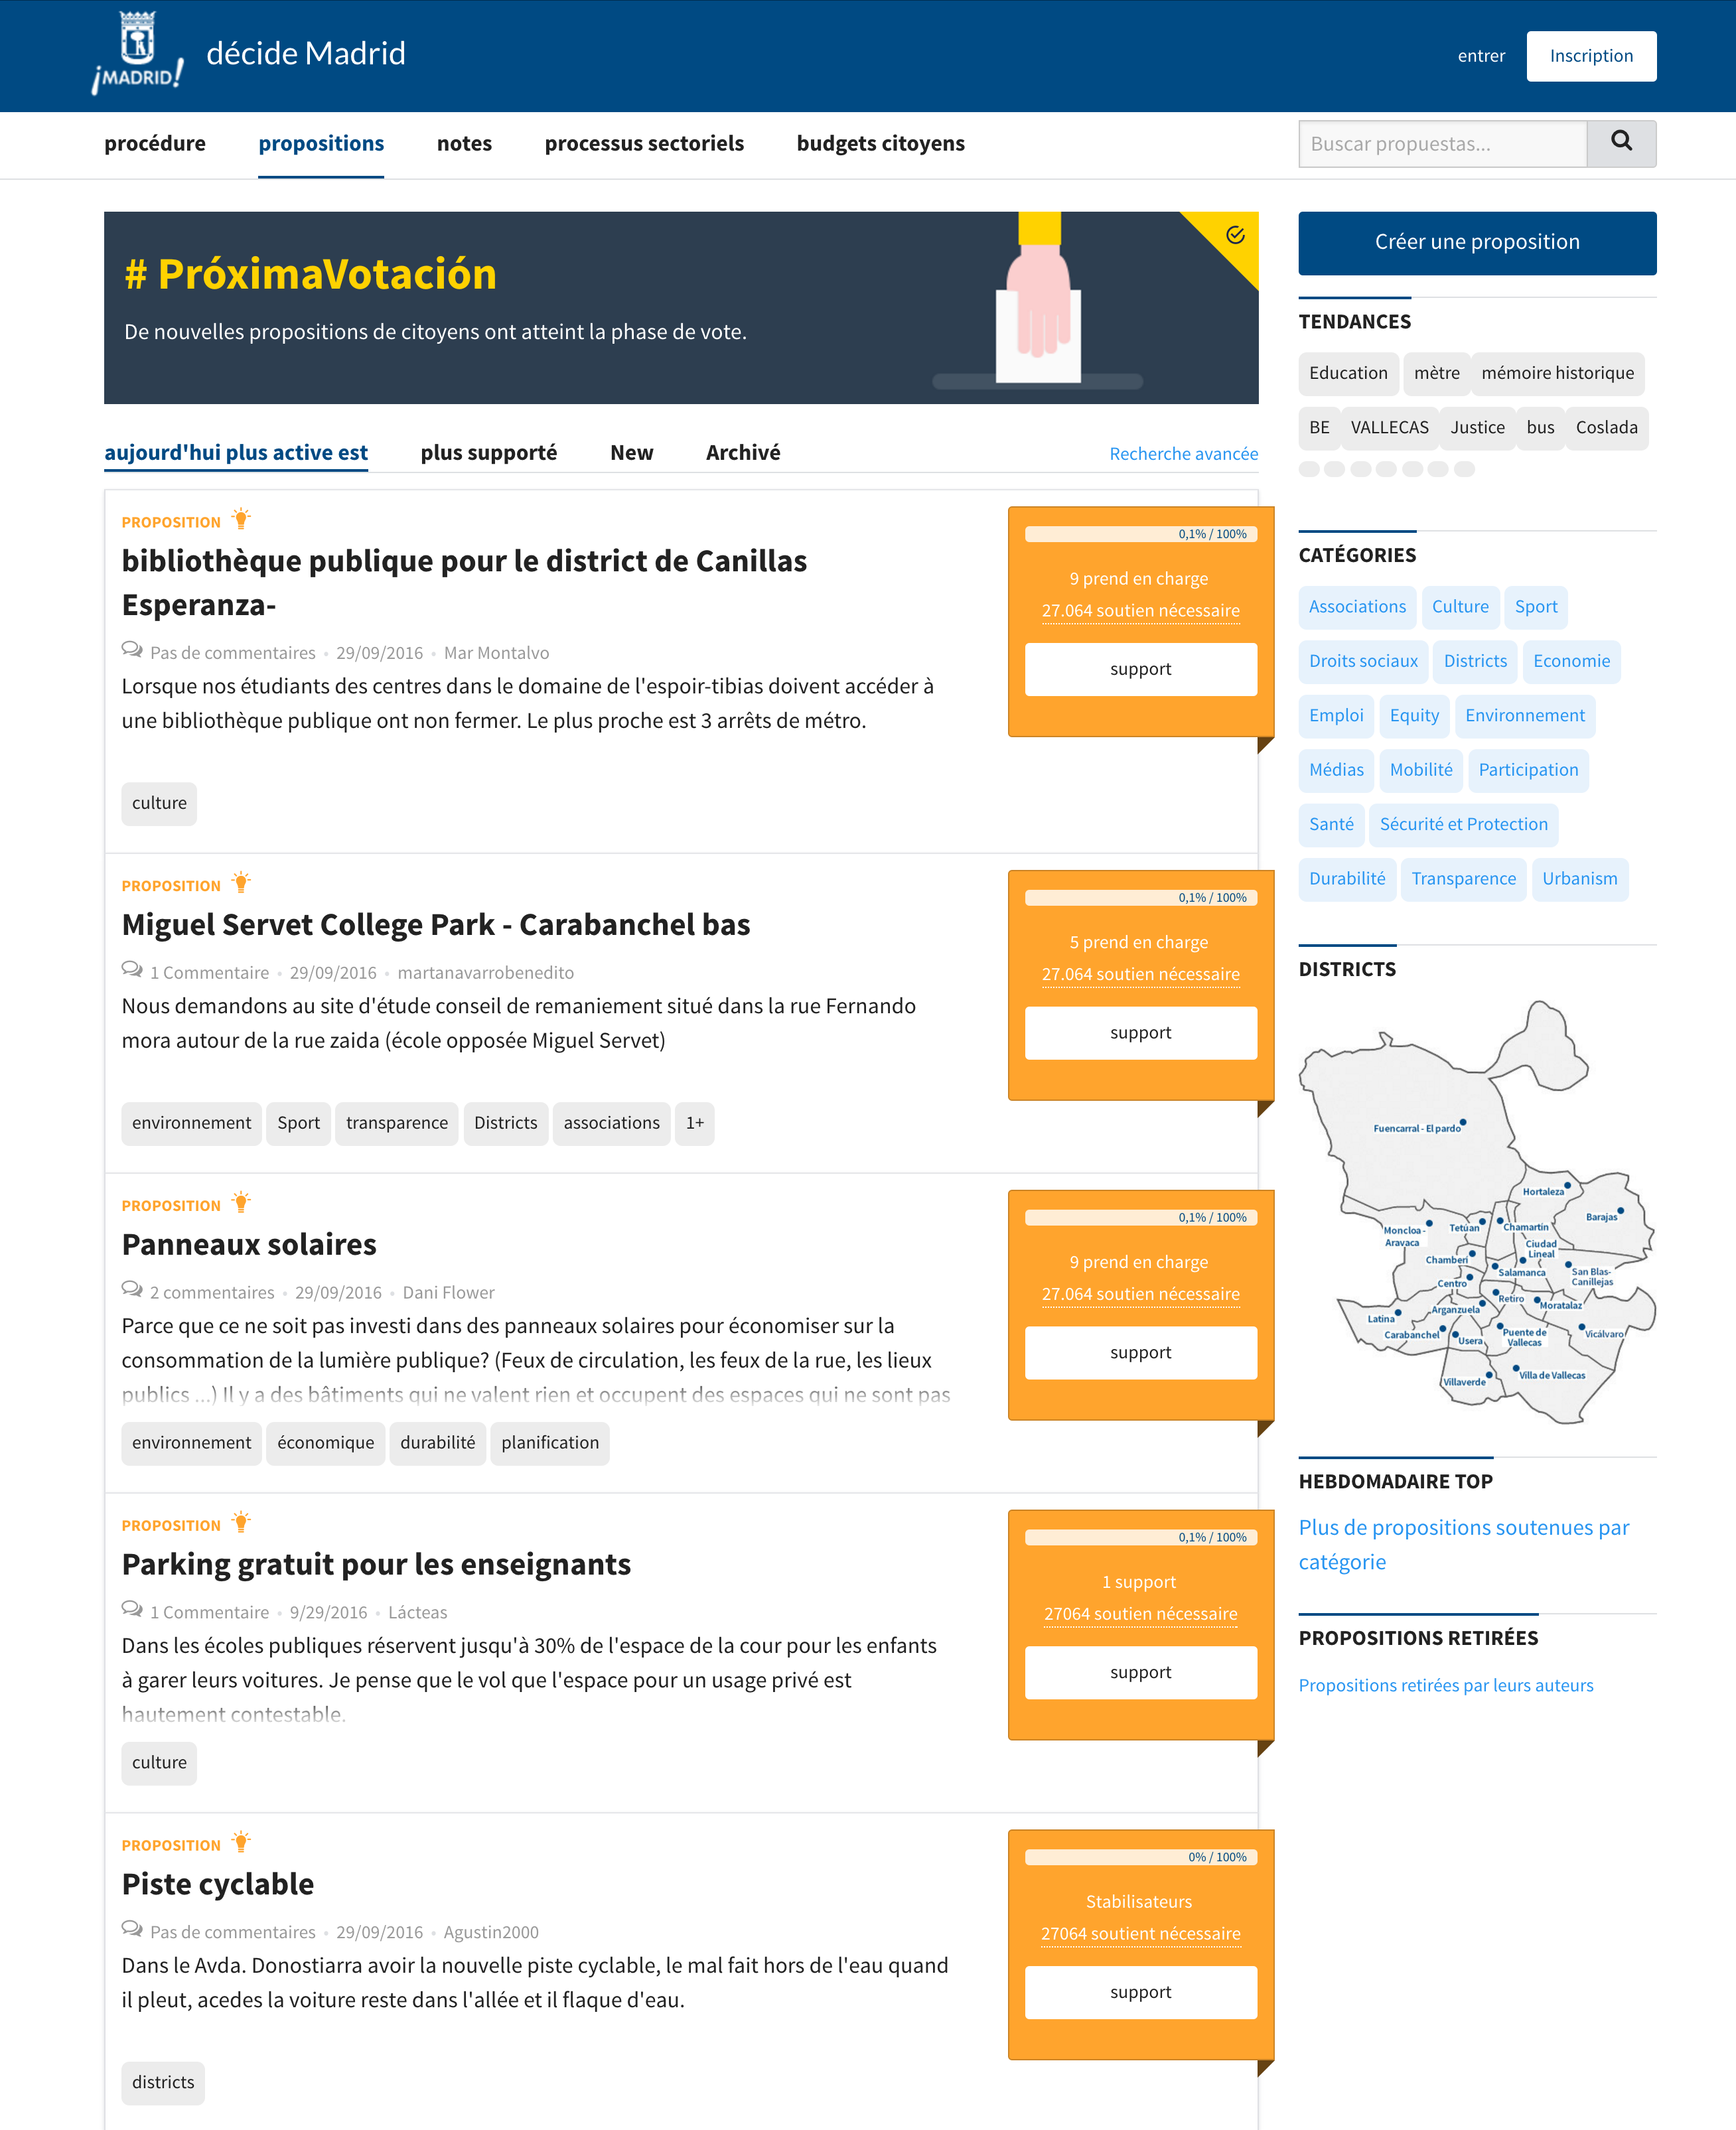 ¡MADRID!
décide Madrid
entrer
Inscription
procédure
propositions
notes
processus sectoriels
budgets citoyens
Buscar propuestas...
# PróximaVotación
De nouvelles propositions de citoyens ont atteint la phase de vote.
aujourd'hui plus active est
plus supporté
New
Archivé
Recherche avancée
PROPOSITION
bibliothèque publique pour le district de Canillas
Esperanza-
Pas de commentaires • 29/09/2016 • Mar Montalvo
Lorsque nos étudiants des centres dans le domaine de l'espoir-tibias doivent accéder à
une bibliothèque publique ont non fermer. Le plus proche est 3 arrêts de métro.
culture
0,1% / 100%
9 prend en charge
27.064 soutien nécessaire
support
PROPOSITION
Miguel Servet College Park - Carabanchel bas
1 Commentaire • 29/09/2016 • martanavarrobenedito
Nous demandons au site d'étude conseil de remaniement situé dans la rue Fernando
mora autour de la rue zaida (école opposée Miguel Servet)
environnement
Sport
transparence
Districts
associations
1+
0,1% / 100%
5 prend en charge
27.064 soutien nécessaire
support
PROPOSITION
Panneaux solaires
2 commentaires • 29/09/2016 • Dani Flower
Parce que ce ne soit pas investi dans des panneaux solaires pour économiser sur la
consommation de la lumière publique? (Feux de circulation, les feux de la rue, les lieux
publics ...) Il y a des bâtiments qui ne valent rien et occupent des espaces qui ne sont pas
environnement
économique
durabilité
planification
0,1% / 100%
9 prend en charge
27.064 soutien nécessaire
support
PROPOSITION
Parking gratuit pour les enseignants
1 Commentaire • 9/29/2016 • Lácteas
Dans les écoles publiques réservent jusqu'à 30% de l'espace de la cour pour les enfants
à garer leurs voitures. Je pense que le vol que l'espace pour un usage privé est
hautement contestable.
culture
0,1% / 100%
1 support
27064 soutien nécessaire
support
PROPOSITION
Piste cyclable
Pas de commentaires • 29/09/2016 • Agustin2000
Dans le Avda. Donostiarra avoir la nouvelle piste cyclable, le mal fait hors de l'eau quand
il pleut, acedes la voiture reste dans l'allée et il flaque d'eau.
districts
0% / 100%
Stabilisateurs
27064 soutient nécessaire
support
Créer une proposition
TENDANCES
Education
mètre
mémoire historique
BE
VALLECAS
Justice
bus
Coslada
CATÉGORIES
Associations
Culture
Sport
Droits sociaux
Districts
Economie
Emploi
Equity
Environnement
Médias
Mobilité
Participation
Santé
Sécurité et Protection
Durabilité
Transparence
Urbanism
DISTRICTS
Fuencarral - El pardo
Hortaleza
Barajas
Moncloa -
Aravaca
Tetúan
Chamartín
Ciudad
Lineal
Chamberí
Salamanca
San Blas-
Canillejas
Centro
Retiro
Moratalaz
Arganzuela
Latina
Carabanchel
Usera
Puente de
Vallecas
Vicálvaro
Villaverde
Villa de Vallecas
HEBDOMADAIRE TOP
Plus de propositions soutenues par
catégorie
PROPOSITIONS RETIRÉES
Propositions retirées par leurs auteurs